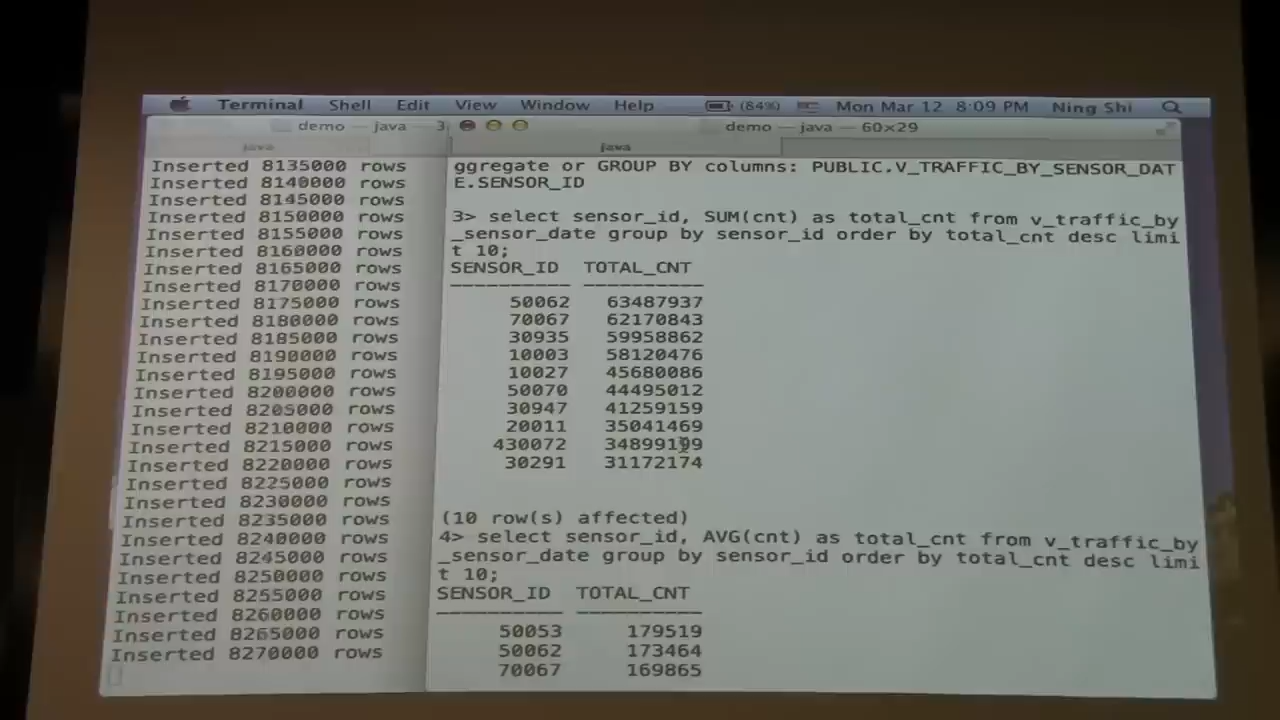 Terminal Shell Edit View Window Help (84%) Mon Mar 12 8:09 PM Ning Shi
demo — java — 3
java
Inserted 8135000 rows
Inserted 8140000 rows
Inserted 8145000 rows
Inserted 8150000 rows
Inserted 8155000 rows
Inserted 8160000 rows
Inserted 8165000 rows
Inserted 8170000 rows
Inserted 8175000 rows
Inserted 8180000 rows
Inserted 8185000 rows
Inserted 8190000 rows
Inserted 8195000 rows
Inserted 8200000 rows
Inserted 8205000 rows
Inserted 8210000 rows
Inserted 8215000 rows
Inserted 8220000 rows
Inserted 8225000 rows
Inserted 8230000 rows
Inserted 8235000 rows
Inserted 8240000 rows
Inserted 8245000 rows
Inserted 8250000 rows
Inserted 8255000 rows
Inserted 8260000 rows
Inserted 8265000 rows
Inserted 8270000 rows
demo — java — 60×29
java
ggregate or GROUP BY columns: PUBLIC.V_TRAFFIC_BY_SENSOR_DAT
E.SENSOR_ID
3> select sensor_id, SUM(cnt) as total_cnt from v_traffic_by
_sensor_date group by sensor_id order by total_cnt desc limi
t 10;
SENSOR_ID TOTAL_CNT
50062 63487937
70067 62170843
30935 59958862
10003 58120476
10027 45680086
50070 44495012
30947 41259159
20011 35041469
430072 34899199
30291 31172174
(10 row(s) affected)
4> select sensor_id, AVG(cnt) as total_cnt from v_traffic_by
_sensor_date group by sensor_id order by total_cnt desc limi
t 10;
SENSOR_ID TOTAL_CNT
50053 179519
50062 173464
70067 169865